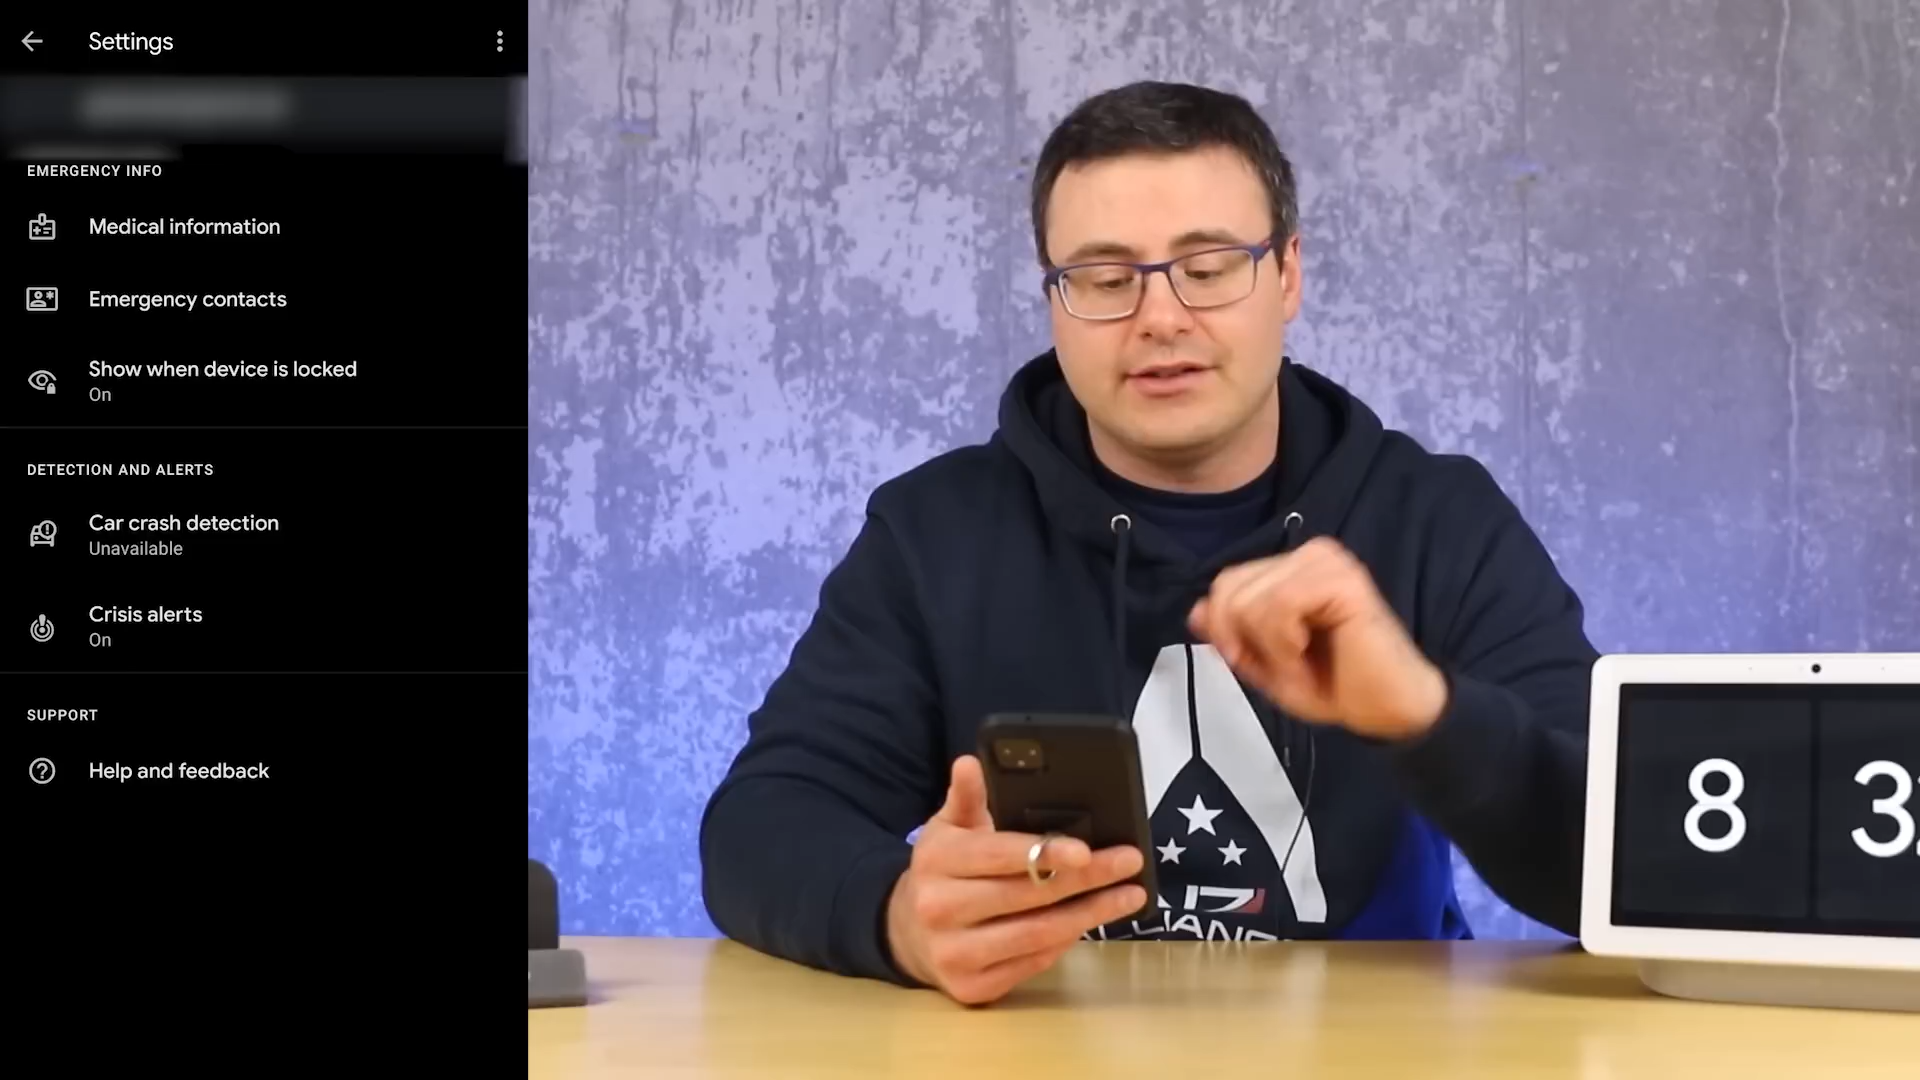 Settings
EMERGENCY INFO
Medical information
Emergency contacts
Show when device is locked
On
DETECTION AND ALERTS
Car crash detection
Unavailable
Crisis alerts
On
SUPPORT
Help and feedback
8